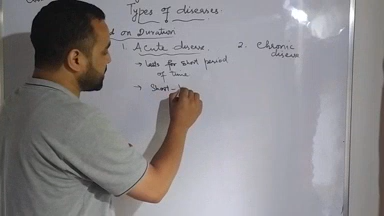 Types of diseases.
d on Duration
1. Acute disease. 2. Chronic disease
→ Lasts for short period
of time
→ Short-